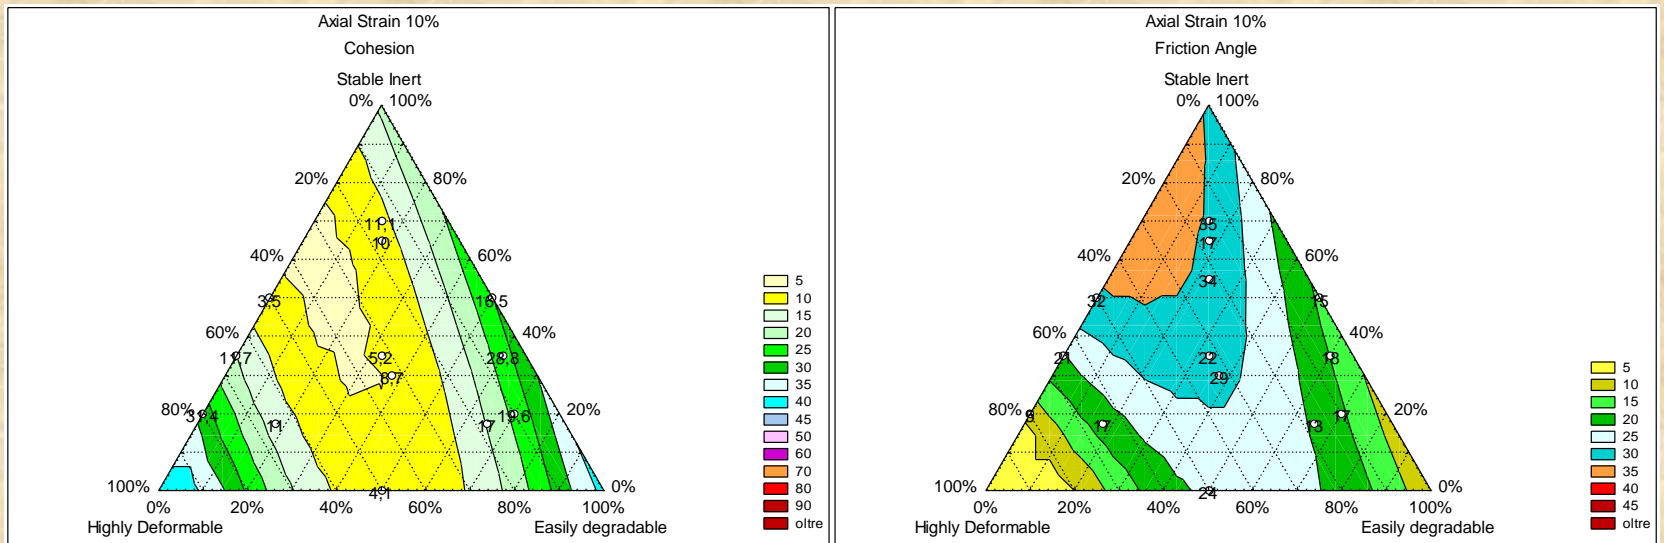 Axial Strain 10%
Cohesion
Stable Inert
0% 100%
20% 80%
11,1
10
40% 60%
3,5 16,5
60% 40%
11,7 5,2 28,3
8,7
80% 31,4 20%
11 17 19,6
100% 4,1 0%
0% 20% 40% 60% 80% 100%
Highly Deformable Easily degradable
5
10
15
20
25
30
35
40
45
50
60
70
80
90
oltre
Axial Strain 10%
Friction Angle
Stable Inert
0% 100%
20% 80%
35
17
40% 60%
34
32 15
60% 40%
21 22 18
29
80% 9 20%
17 13 17
100% 24 0%
0% 20% 40% 60% 80% 100%
Highly Deformable Easily degradable
5
10
15
20
25
30
35
40
45
oltre